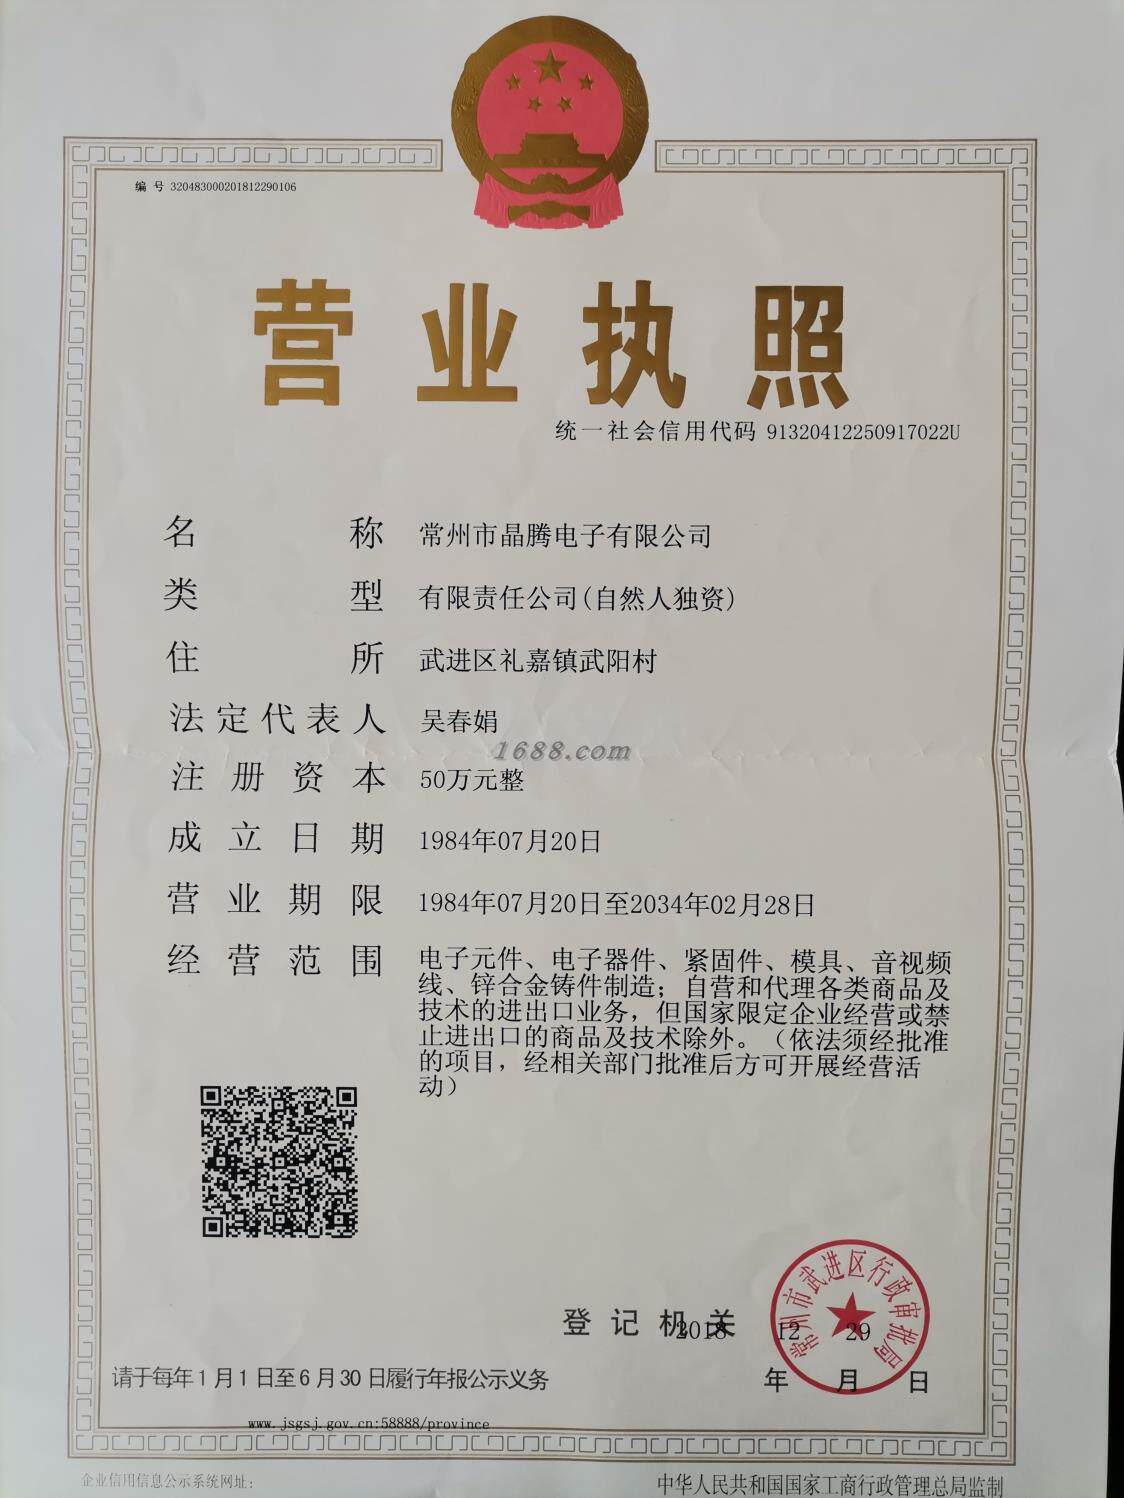 编 号 320483000201812290106
营业执照
统一社会信用代码 91320412250917022U
名称 常州市晶腾电子有限公司
类型 有限责任公司(自然人独资)
住所 武进区礼嘉镇武阳村
法定代表人 吴春娟
1688.com
注册资本 50万元整
成立日期 1984年07月20日
营业期限 1984年07月20日至2034年02月28日
经营范围 电子元件、电子器件、紧固件、模具、音视频
线、锌合金铸件制造；自营和代理各类商品及
技术的进出口业务，但国家限定企业经营或禁
止进出口的商品及技术除外。（依法须经批准
的项目，经相关部门批准后方可开展经营活
动）
常州市武进区行政审批局
登记机关
2018 12 29
年 月 日
请于每年1月1日至6月30日履行年报公示义务
www.jsgsj.gov.cn:58888/province
企业信用信息公示系统网址:
中华人民共和国国家工商行政管理总局监制